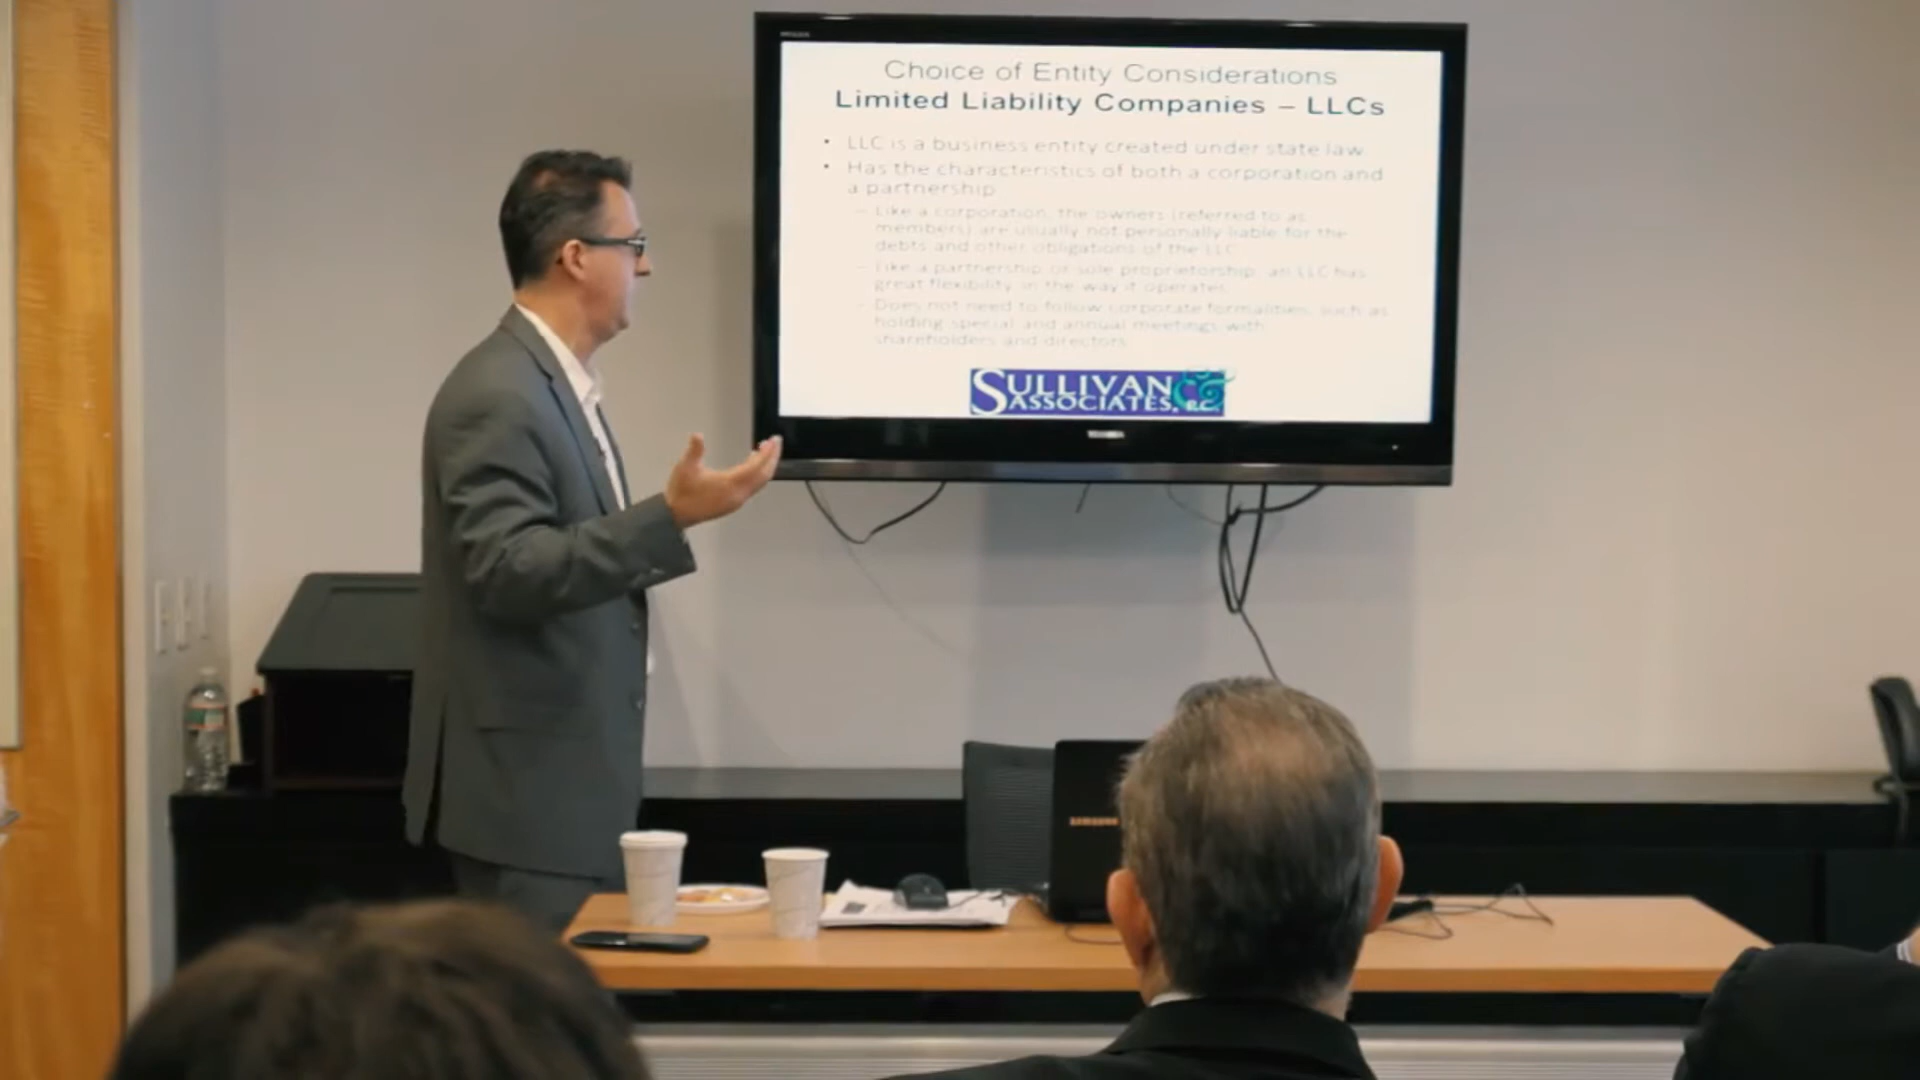 Choice of Entity Considerations
Limited Liability Companies – LLCs
• LLC is a business entity created under state law
• Has the characteristics of both a corporation and
a partnership
– Like a corporation, the owners (referred to as
members) are usually not personally liable for the
debts and other obligations of the LLC
– Like a partnership or sole proprietorship, an LLC has
great flexibility in the way it operates
– Does not need to follow corporate formalities, such as
holding special and annual meetings with
shareholders and directors
SULLIVAN &
ASSOCIATES, P.C.
TOSHIBA
SAMSUNG